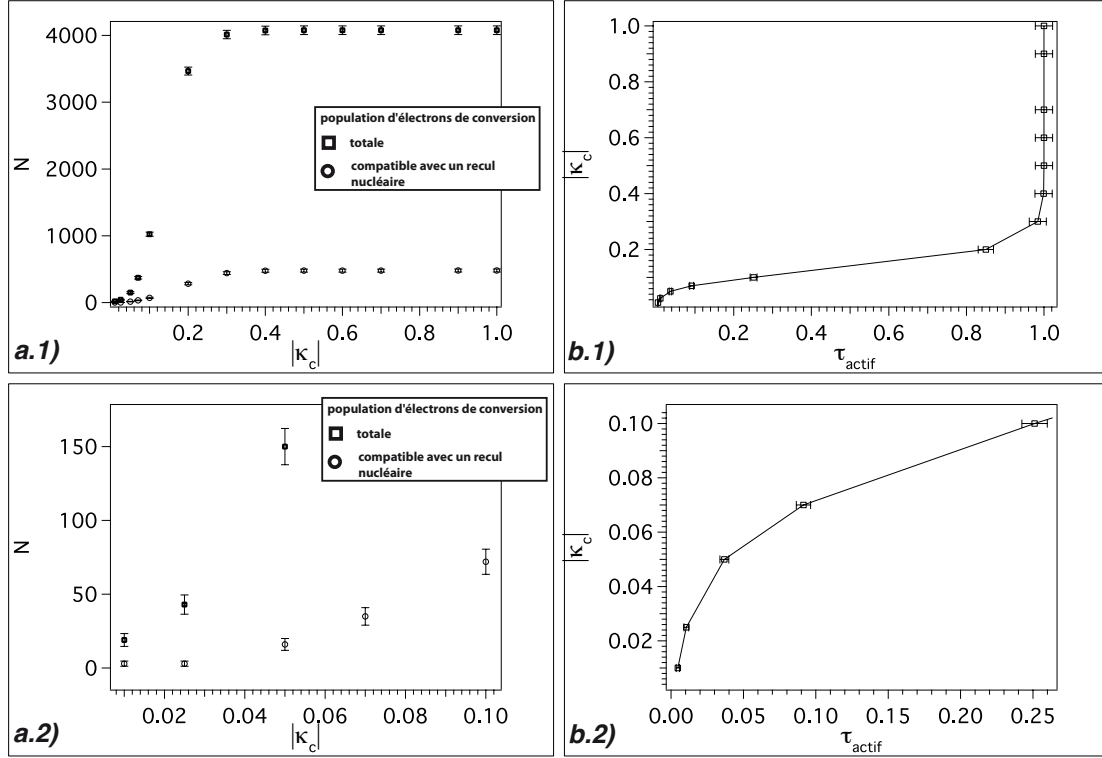 4000
3000
2000
1000
0
N
population d'électrons de conversion
totale
compatible avec un recul
nucléaire
0.2 0.4 0.6 0.8 1.0
|κc|
a.1)
1.0
0.8
0.6
0.4
0.2
|κc|
0.0 0.2 0.4 0.6 0.8 1.0
τactif
b.1)
150
100
50
0
N
population d'électrons de conversion
totale
compatible avec un recul
nucléaire
0.02 0.04 0.06 0.08 0.10
|κc|
a.2)
0.10
0.08
0.06
0.04
0.02
|κc|
0.00 0.05 0.10 0.15 0.20 0.25
τactif
b.2)